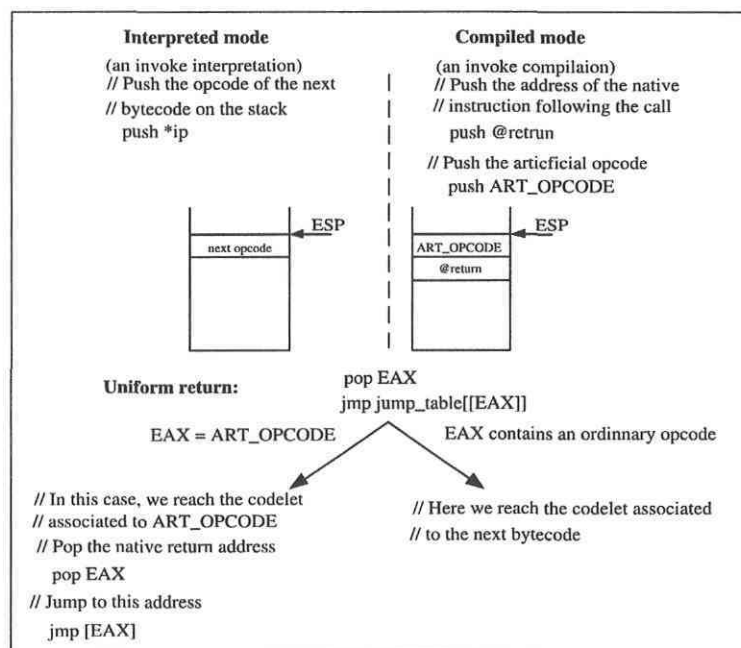 Interpreted mode
(an invoke interpretation)
// Push the opcode of the next
// bytecode on the stack
push *ip
Compiled mode
(an invoke compilaion)
// Push the address of the native
// instruction following the call
push @retrun
// Push the articficial opcode
push ART_OPCODE
ESP
next opcode
ESP
ART_OPCODE
@return
Uniform return:
pop EAX
jmp jump_table[[EAX]]
EAX = ART_OPCODE
EAX contains an ordinnary opcode
// In this case, we reach the codelet
// associated to ART_OPCODE
// Pop the native return address
pop EAX
// Jump to this address
jmp [EAX]
// Here we reach the codelet associated
// to the next bytecode